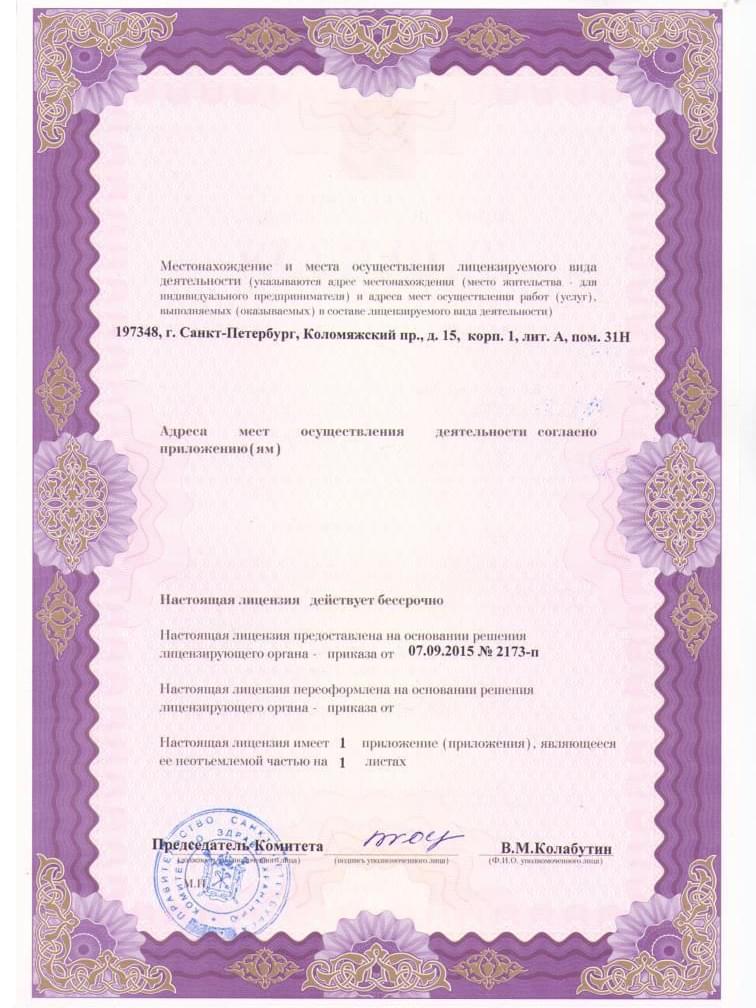 Местонахождение и места осуществления лицензируемого вида
деятельности (указываются адрес местонахождения (место жительства - для
индивидуального предпринимателя) и адреса мест осуществления работ (услуг),
выполняемых (оказываемых) в составе лицензируемого вида деятельности)
197348, г. Санкт-Петербург, Коломяжский пр., д. 15, корп. 1, лит. А, пом. 31Н
Адреса мест осуществления деятельности согласно
приложению(ям)
Настоящая лицензия действует бессрочно
Настоящая лицензия предоставлена на основании решения
лицензирующего органа - приказа от 07.09.2015 № 2173-п
Настоящая лицензия переоформлена на основании решения
лицензирующего органа - приказа от
Настоящая лицензия имеет 1 приложение (приложения), являющееся
ее неотъемлемой частью на 1 листах
Председатель Комитета В.М.Колабутин
(должность уполномоченного лица) (подпись уполномоченного лица) (Ф.И.О. уполномоченного лица)
М.П.
ПРАВИТЕЛЬСТВО САНКТ-ПЕТЕРБУРГА
КОМИТЕТ ПО ЗДРАВООХРАНЕНИЮ